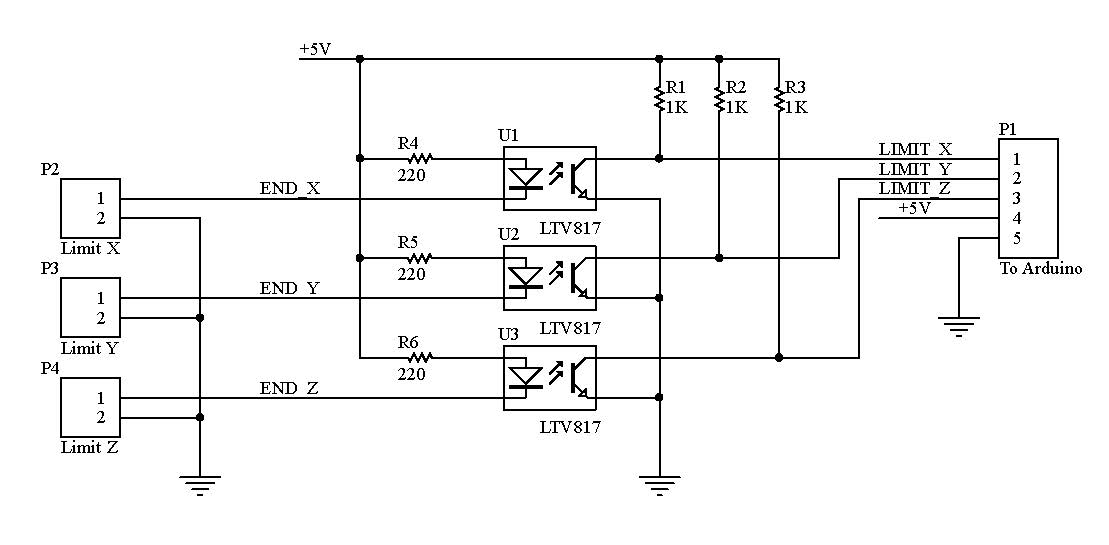 +5V
R1
1K
R2
1K
R3
1K
P1
U1
R4
220
LIMIT_X
1
LIMIT_Y
2
LIMIT_Z
3
+5V
4
5
To Arduino
P2
1
2
Limit X
END_X
LTV817
U2
R5
220
P3
1
2
Limit Y
END_Y
LTV817
U3
R6
220
P4
1
2
Limit Z
END_Z
LTV817